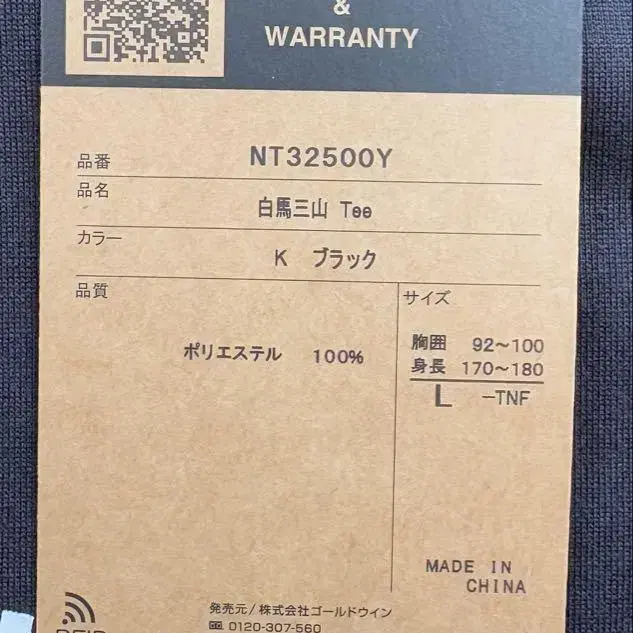 &
WARRANTY
品番 NT32500Y
品名
白馬三山 Tee
カラー
K ブラック
品質
サイズ
ポリエステル 100%
胸囲 92～100
身長 170～180
L -TNF
MADE IN
CHINA
発売元/株式会社ゴールドウイン
0120-307-560
RFID